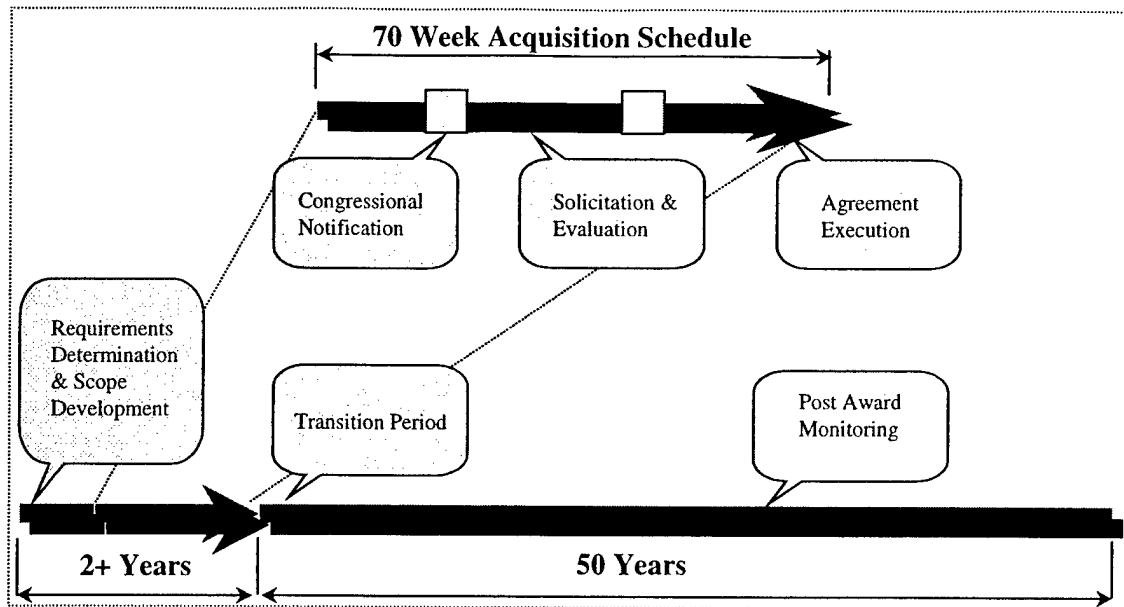 70 Week Acquisition Schedule
Congressional
Notification
Solicitation &
Evaluation
Agreement
Execution
Requirements
Determination
& Scope
Development
Transition Period
Post Award
Monitoring
2+ Years
50 Years